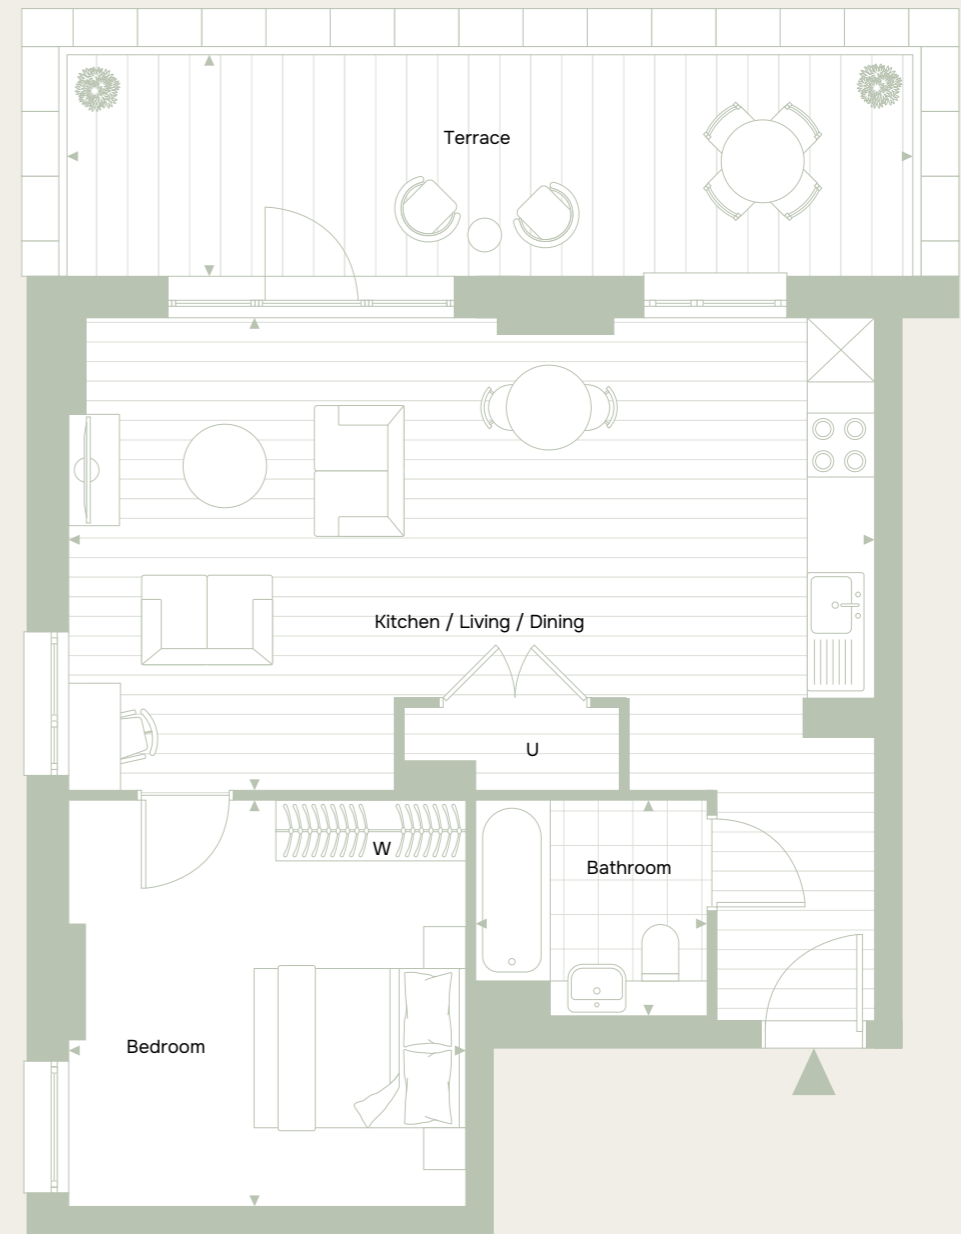 Terrace
Kitchen / Living / Dining
U
W
Bathroom
Bedroom